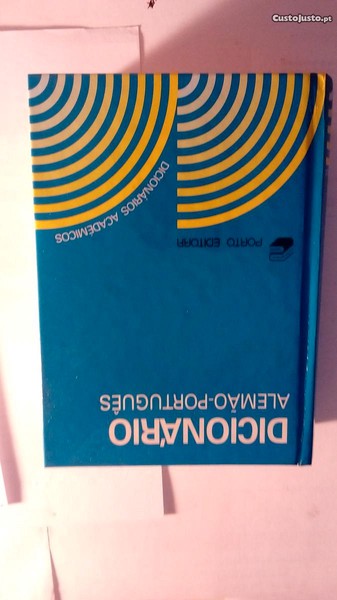 CustoJusto.pt
DICIONÁRIO
ALEMÃO-PORTUGUÊS
PORTO EDITORA
DICIONÁRIOS ACADÉMICOS